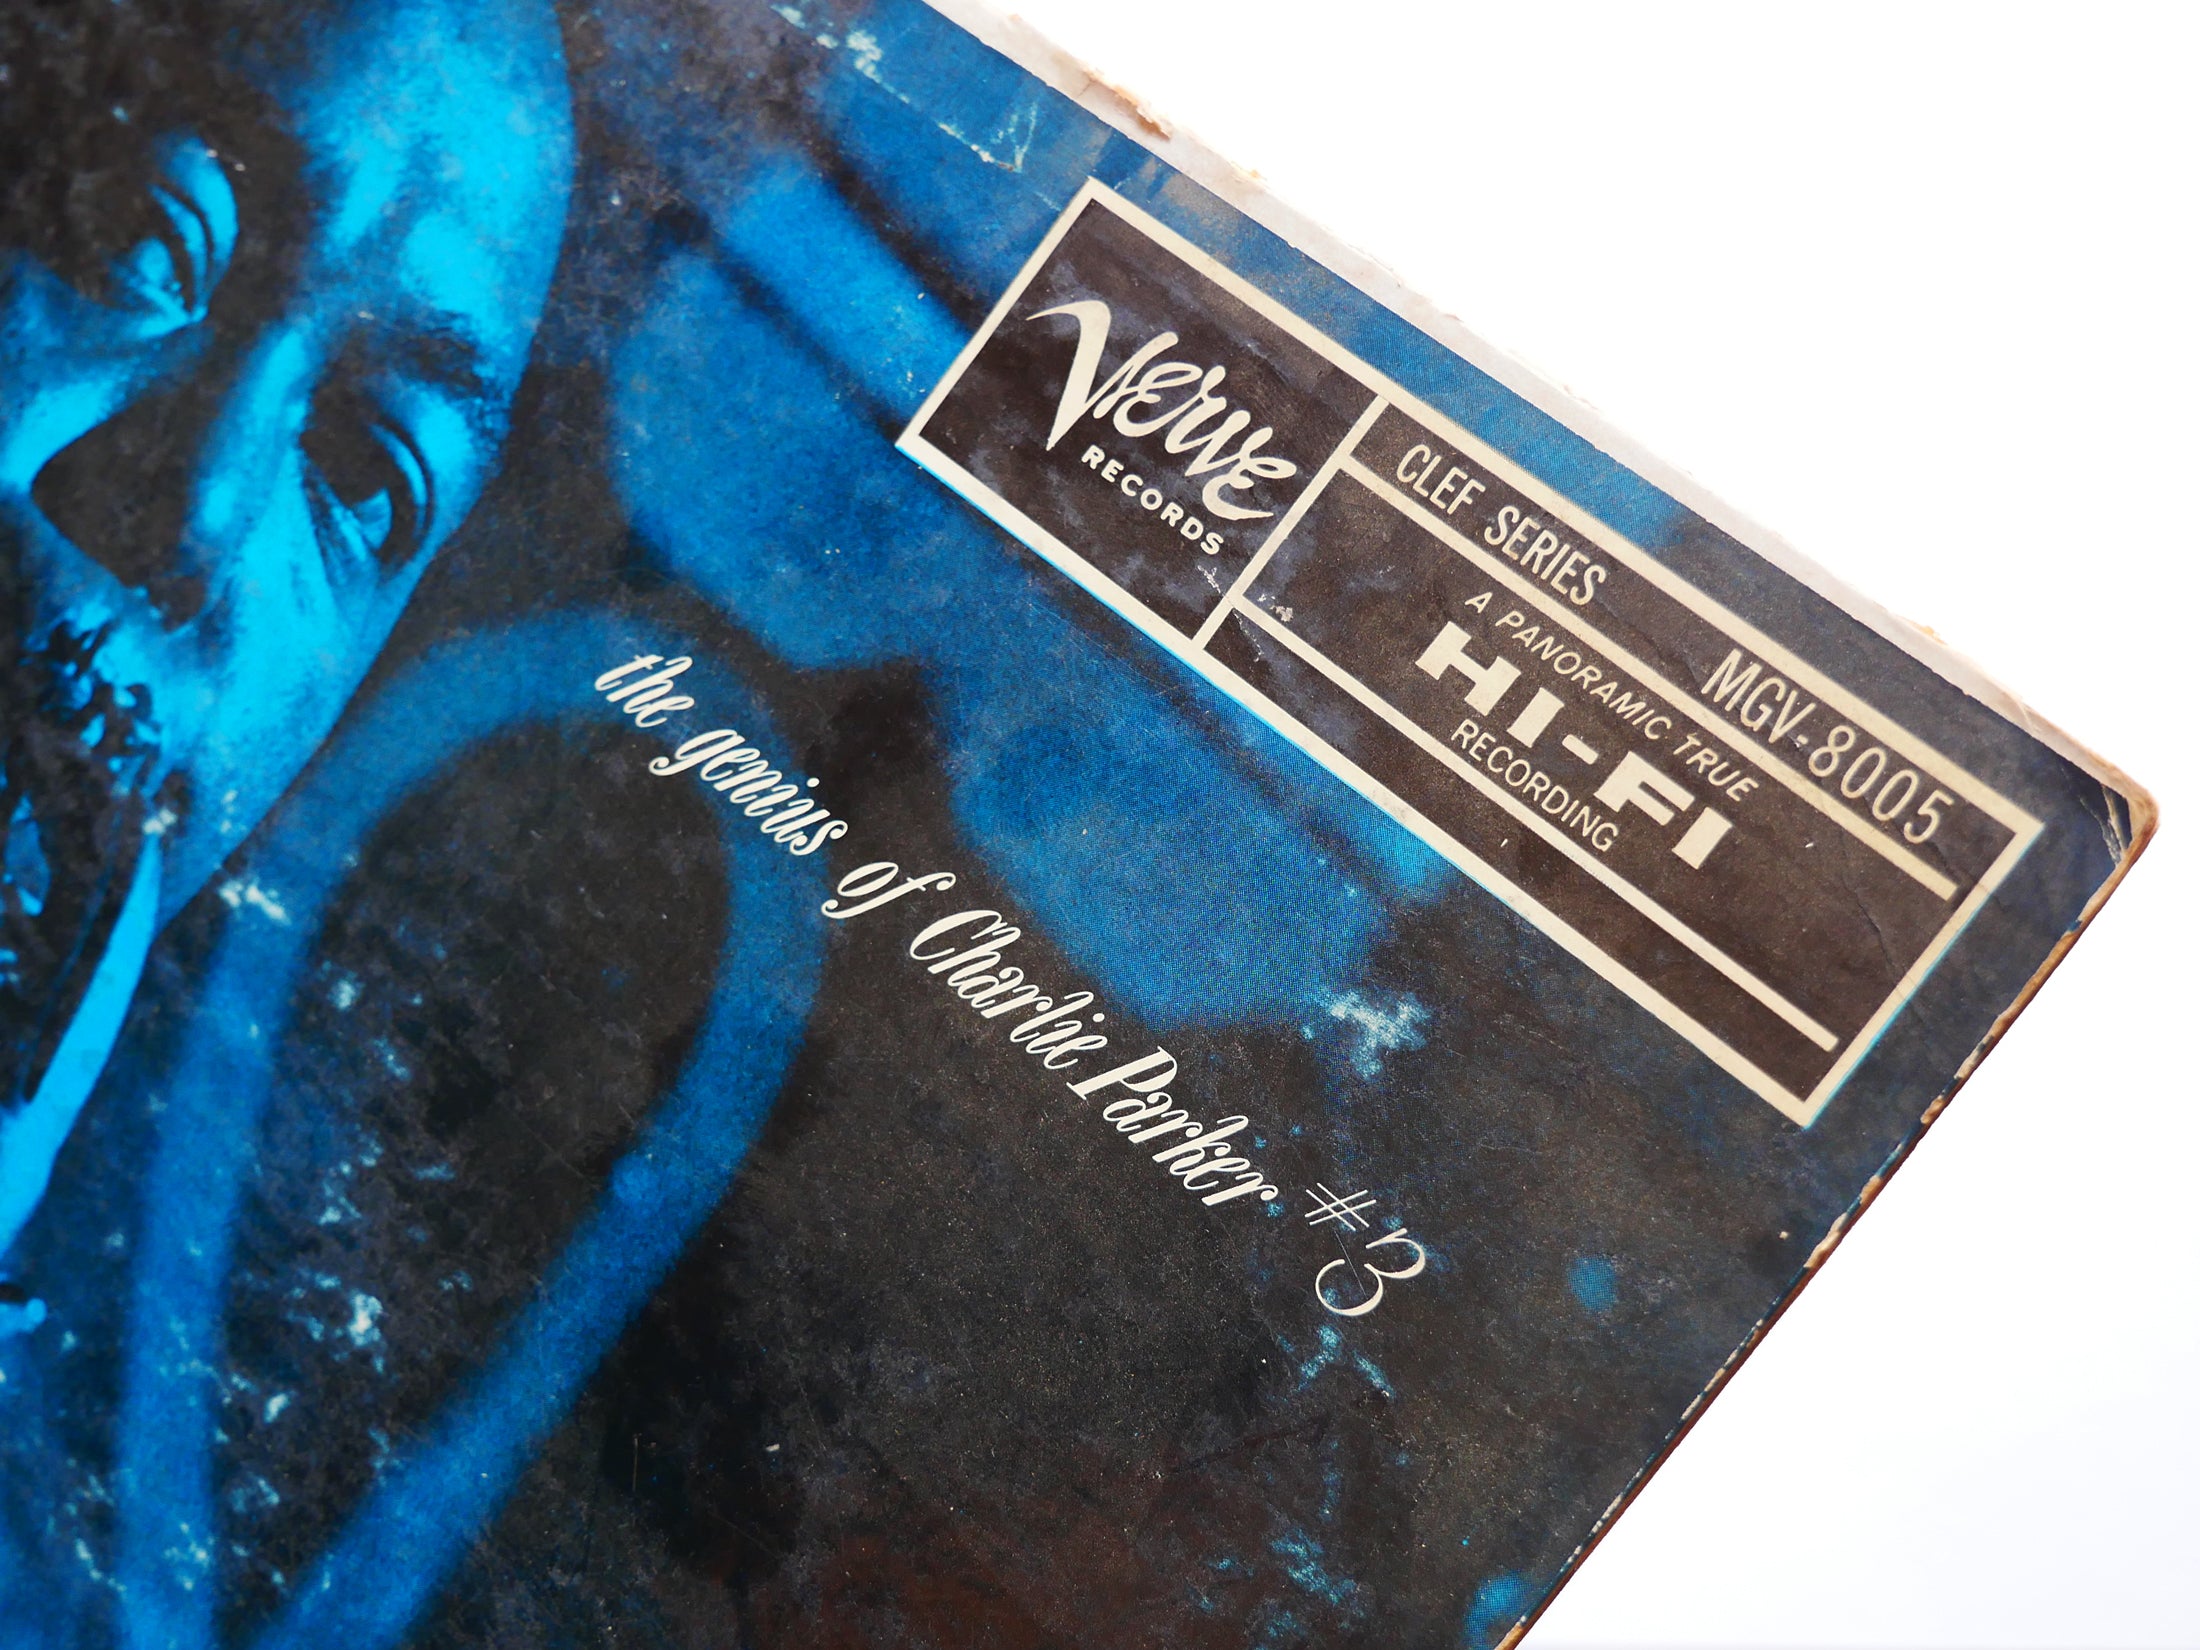 Verve
RECORDS
CLEF SERIES MGV-8005
A PANORAMIC TRUE
HI-FI
RECORDING
the genius of Charlie Parker #3